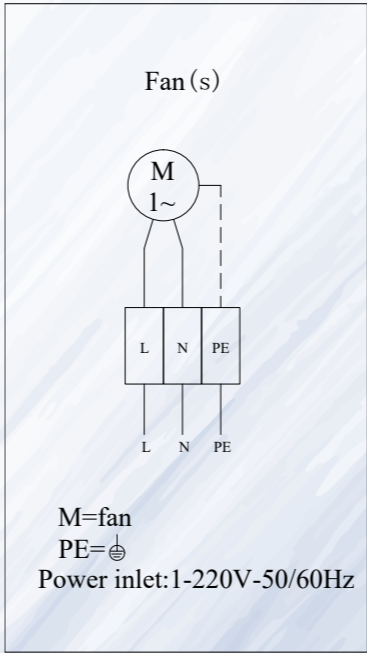 Fan(s)
M
1~
L N PE
L N PE
M=fan
PE=⏚
Power inlet:1-220V-50/60Hz